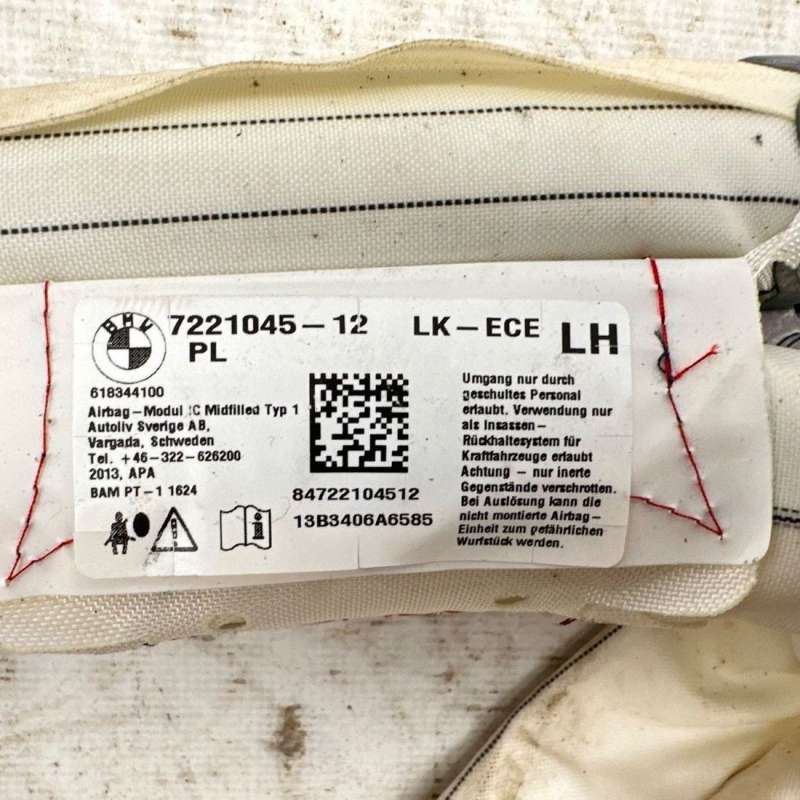 BMW
7221045-12 LK-ECE LH
PL
618344100
Airbag-Modul IC Midfilled Typ 1
Autoliv Sverige AB,
Vargada, Schweden
Tel. +46-322-626200
2013, APA
BAM PT-1 1624
84722104512
13B3406A6585
Umgang nur durch
geschultes Personal
erlaubt. Verwendung nur
als Insassen-
Rückhaltesystem für
Kraftfahrzeuge erlaubt
Achtung - nur inerte
Gegenstände verschrotten.
Bei Auslösung kann die
nicht montierte Airbag-
Einheit zum gefährlichen
Wurfstück werden.